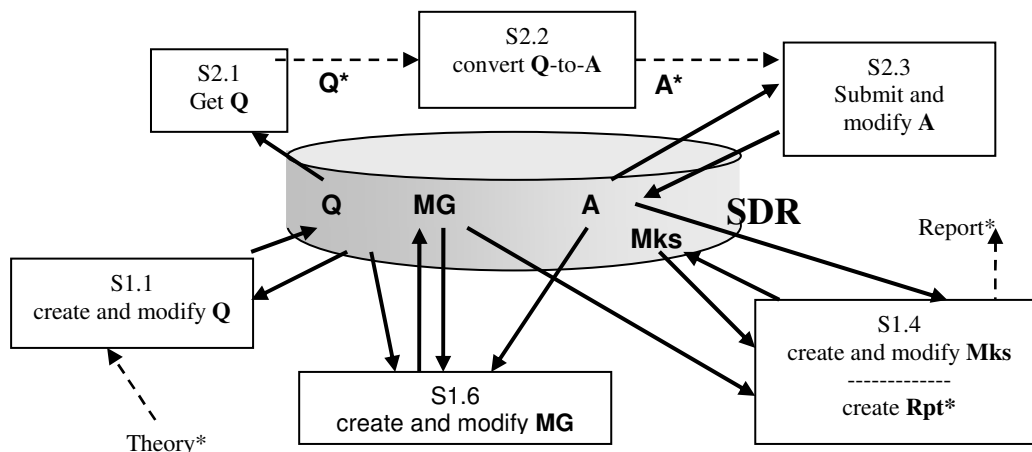 S2.1
Get Q
Q*
S2.2
convert Q-to-A
A*
S2.3
Submit and
modify A
Q
MG
A
Mks
SDR
Report*
S1.1
create and modify Q
Theory*
S1.6
create and modify MG
S1.4
create and modify Mks
-------------
create Rpt*